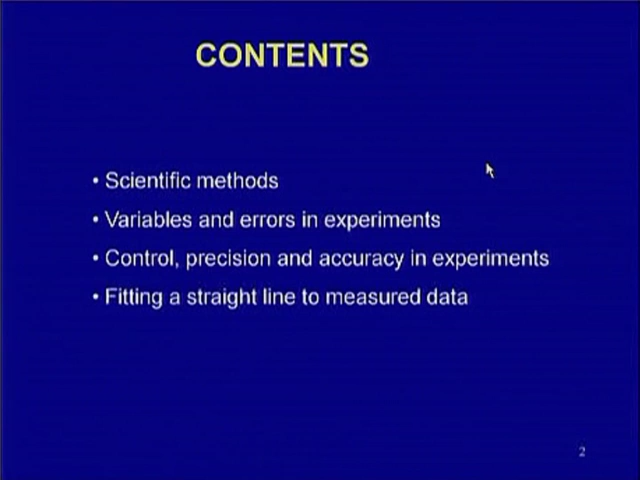 CONTENTS
• Scientific methods
• Variables and errors in experiments
• Control, precision and accuracy in experiments
• Fitting a straight line to measured data
2